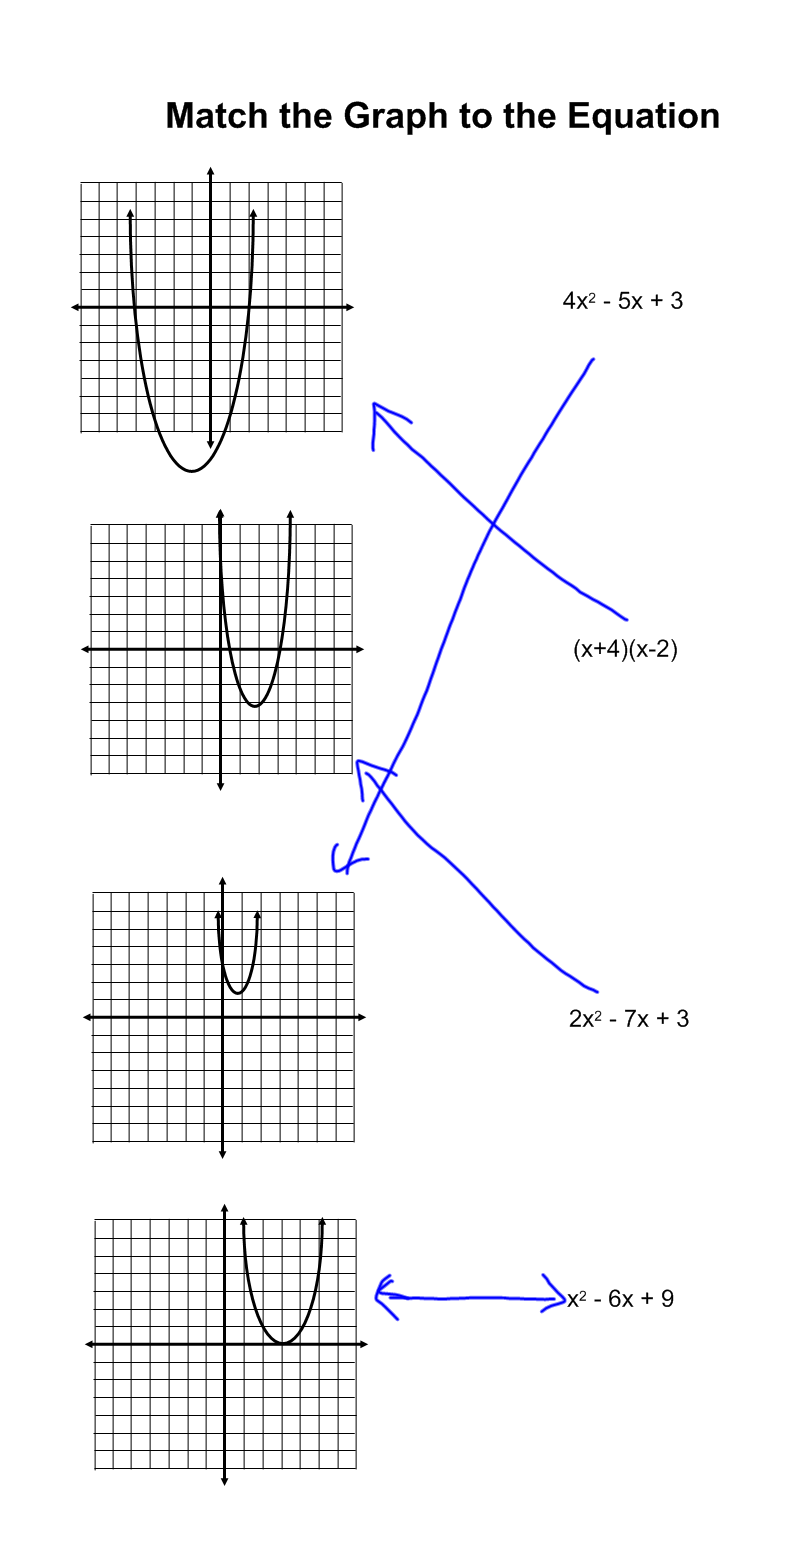 Match the Graph to the Equation
4x² - 5x + 3
(x+4)(x-2)
2x² - 7x + 3
x² - 6x + 9